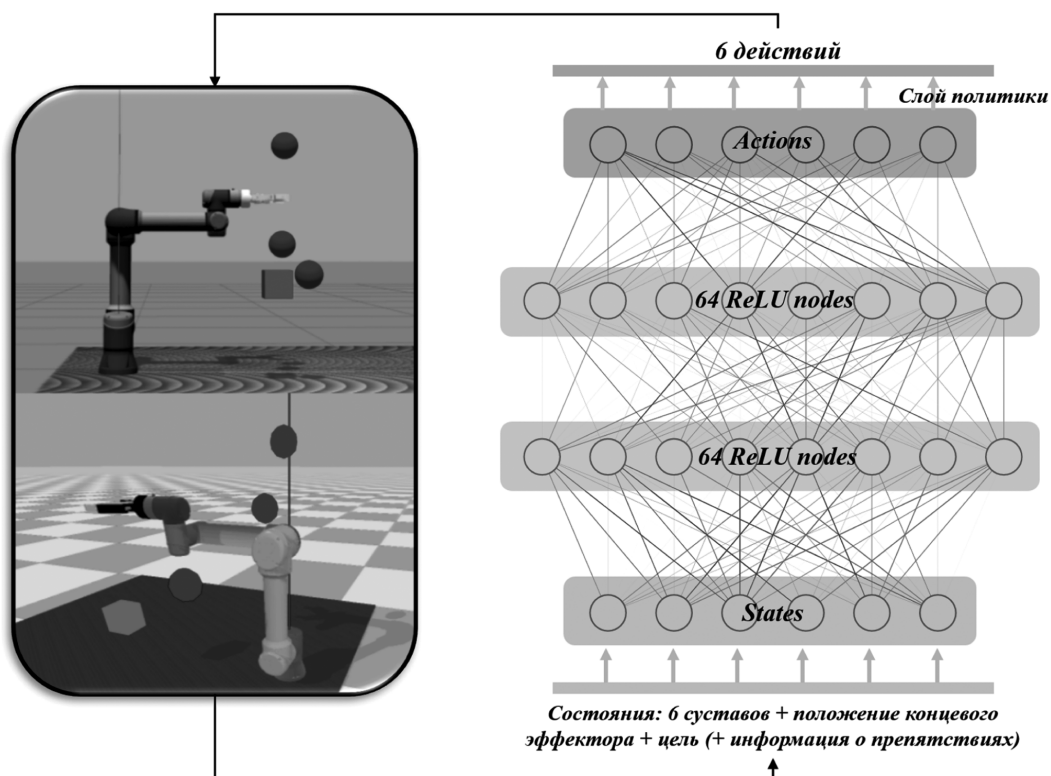 6 действий
Слой политики
Actions
64 ReLU nodes
64 ReLU nodes
States
Состояния: 6 суставов + положение концевого
эффектора + цель (+ информация о препятствиях)